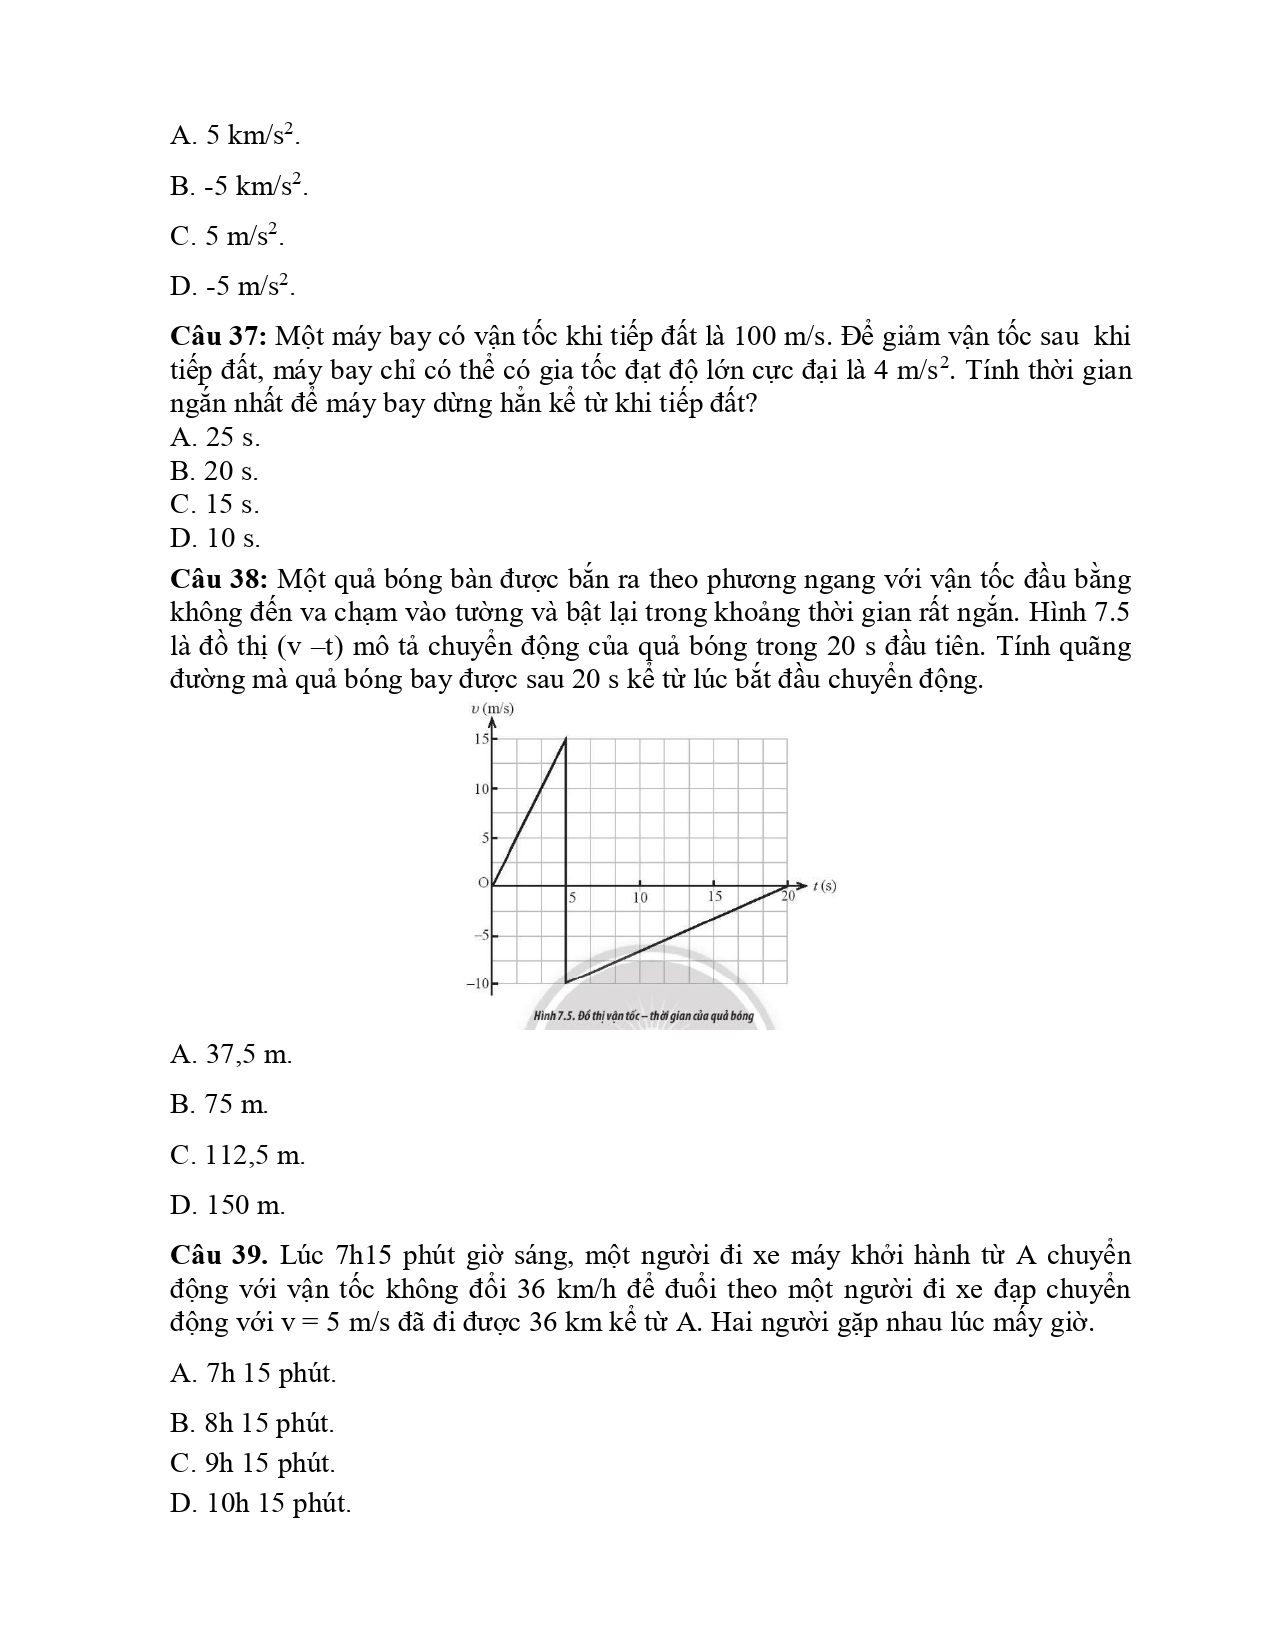 A. 5 km/s².
B. -5 km/s².
C. 5 m/s².
D. -5 m/s².
Câu 37: Một máy bay có vận tốc khi tiếp đất là 100 m/s. Để giảm vận tốc sau khi
tiếp đất, máy bay chỉ có thể có gia tốc đạt độ lớn cực đại là 4 m/s². Tính thời gian
ngắn nhất để máy bay dừng hẳn kể từ khi tiếp đất?
A. 25 s.
B. 20 s.
C. 15 s.
D. 10 s.
Câu 38: Một quả bóng bàn được bắn ra theo phương ngang với vận tốc đầu bằng
không đến va chạm vào tường và bật lại trong khoảng thời gian rất ngắn. Hình 7.5
là đồ thị (v –t) mô tả chuyển động của quả bóng trong 20 s đầu tiên. Tính quãng
đường mà quả bóng bay được sau 20 s kể từ lúc bắt đầu chuyển động.
υ (m/s)
15
10
5
O
5 10 15 20 t (s)
–5
–10
Hình 7.5. Đồ thị vận tốc – thời gian của quả bóng
A. 37,5 m.
B. 75 m.
C. 112,5 m.
D. 150 m.
Câu 39. Lúc 7h15 phút giờ sáng, một người đi xe máy khởi hành từ A chuyển
động với vận tốc không đổi 36 km/h để đuổi theo một người đi xe đạp chuyển
động với v = 5 m/s đã đi được 36 km kể từ A. Hai người gặp nhau lúc mấy giờ.
A. 7h 15 phút.
B. 8h 15 phút.
C. 9h 15 phút.
D. 10h 15 phút.